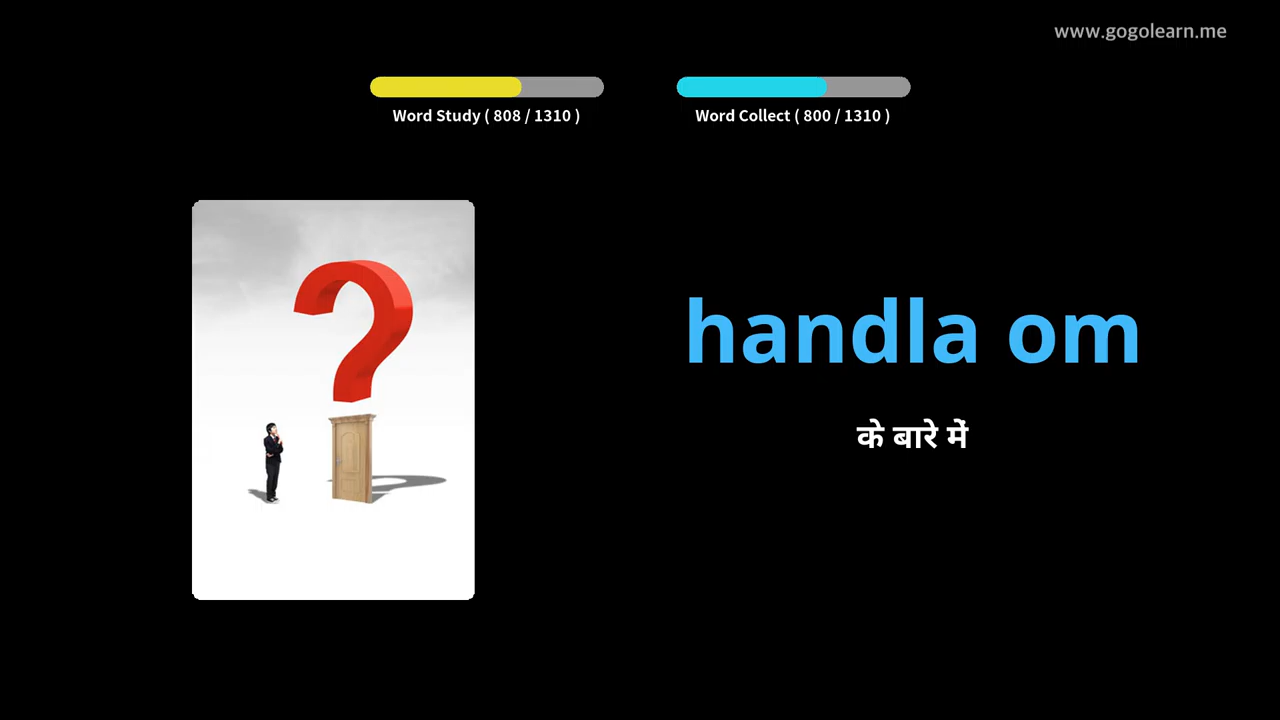 www.gogolearn.me
Word Study ( 808 / 1310 )
Word Collect ( 800 / 1310 )
handla om
के बारे में